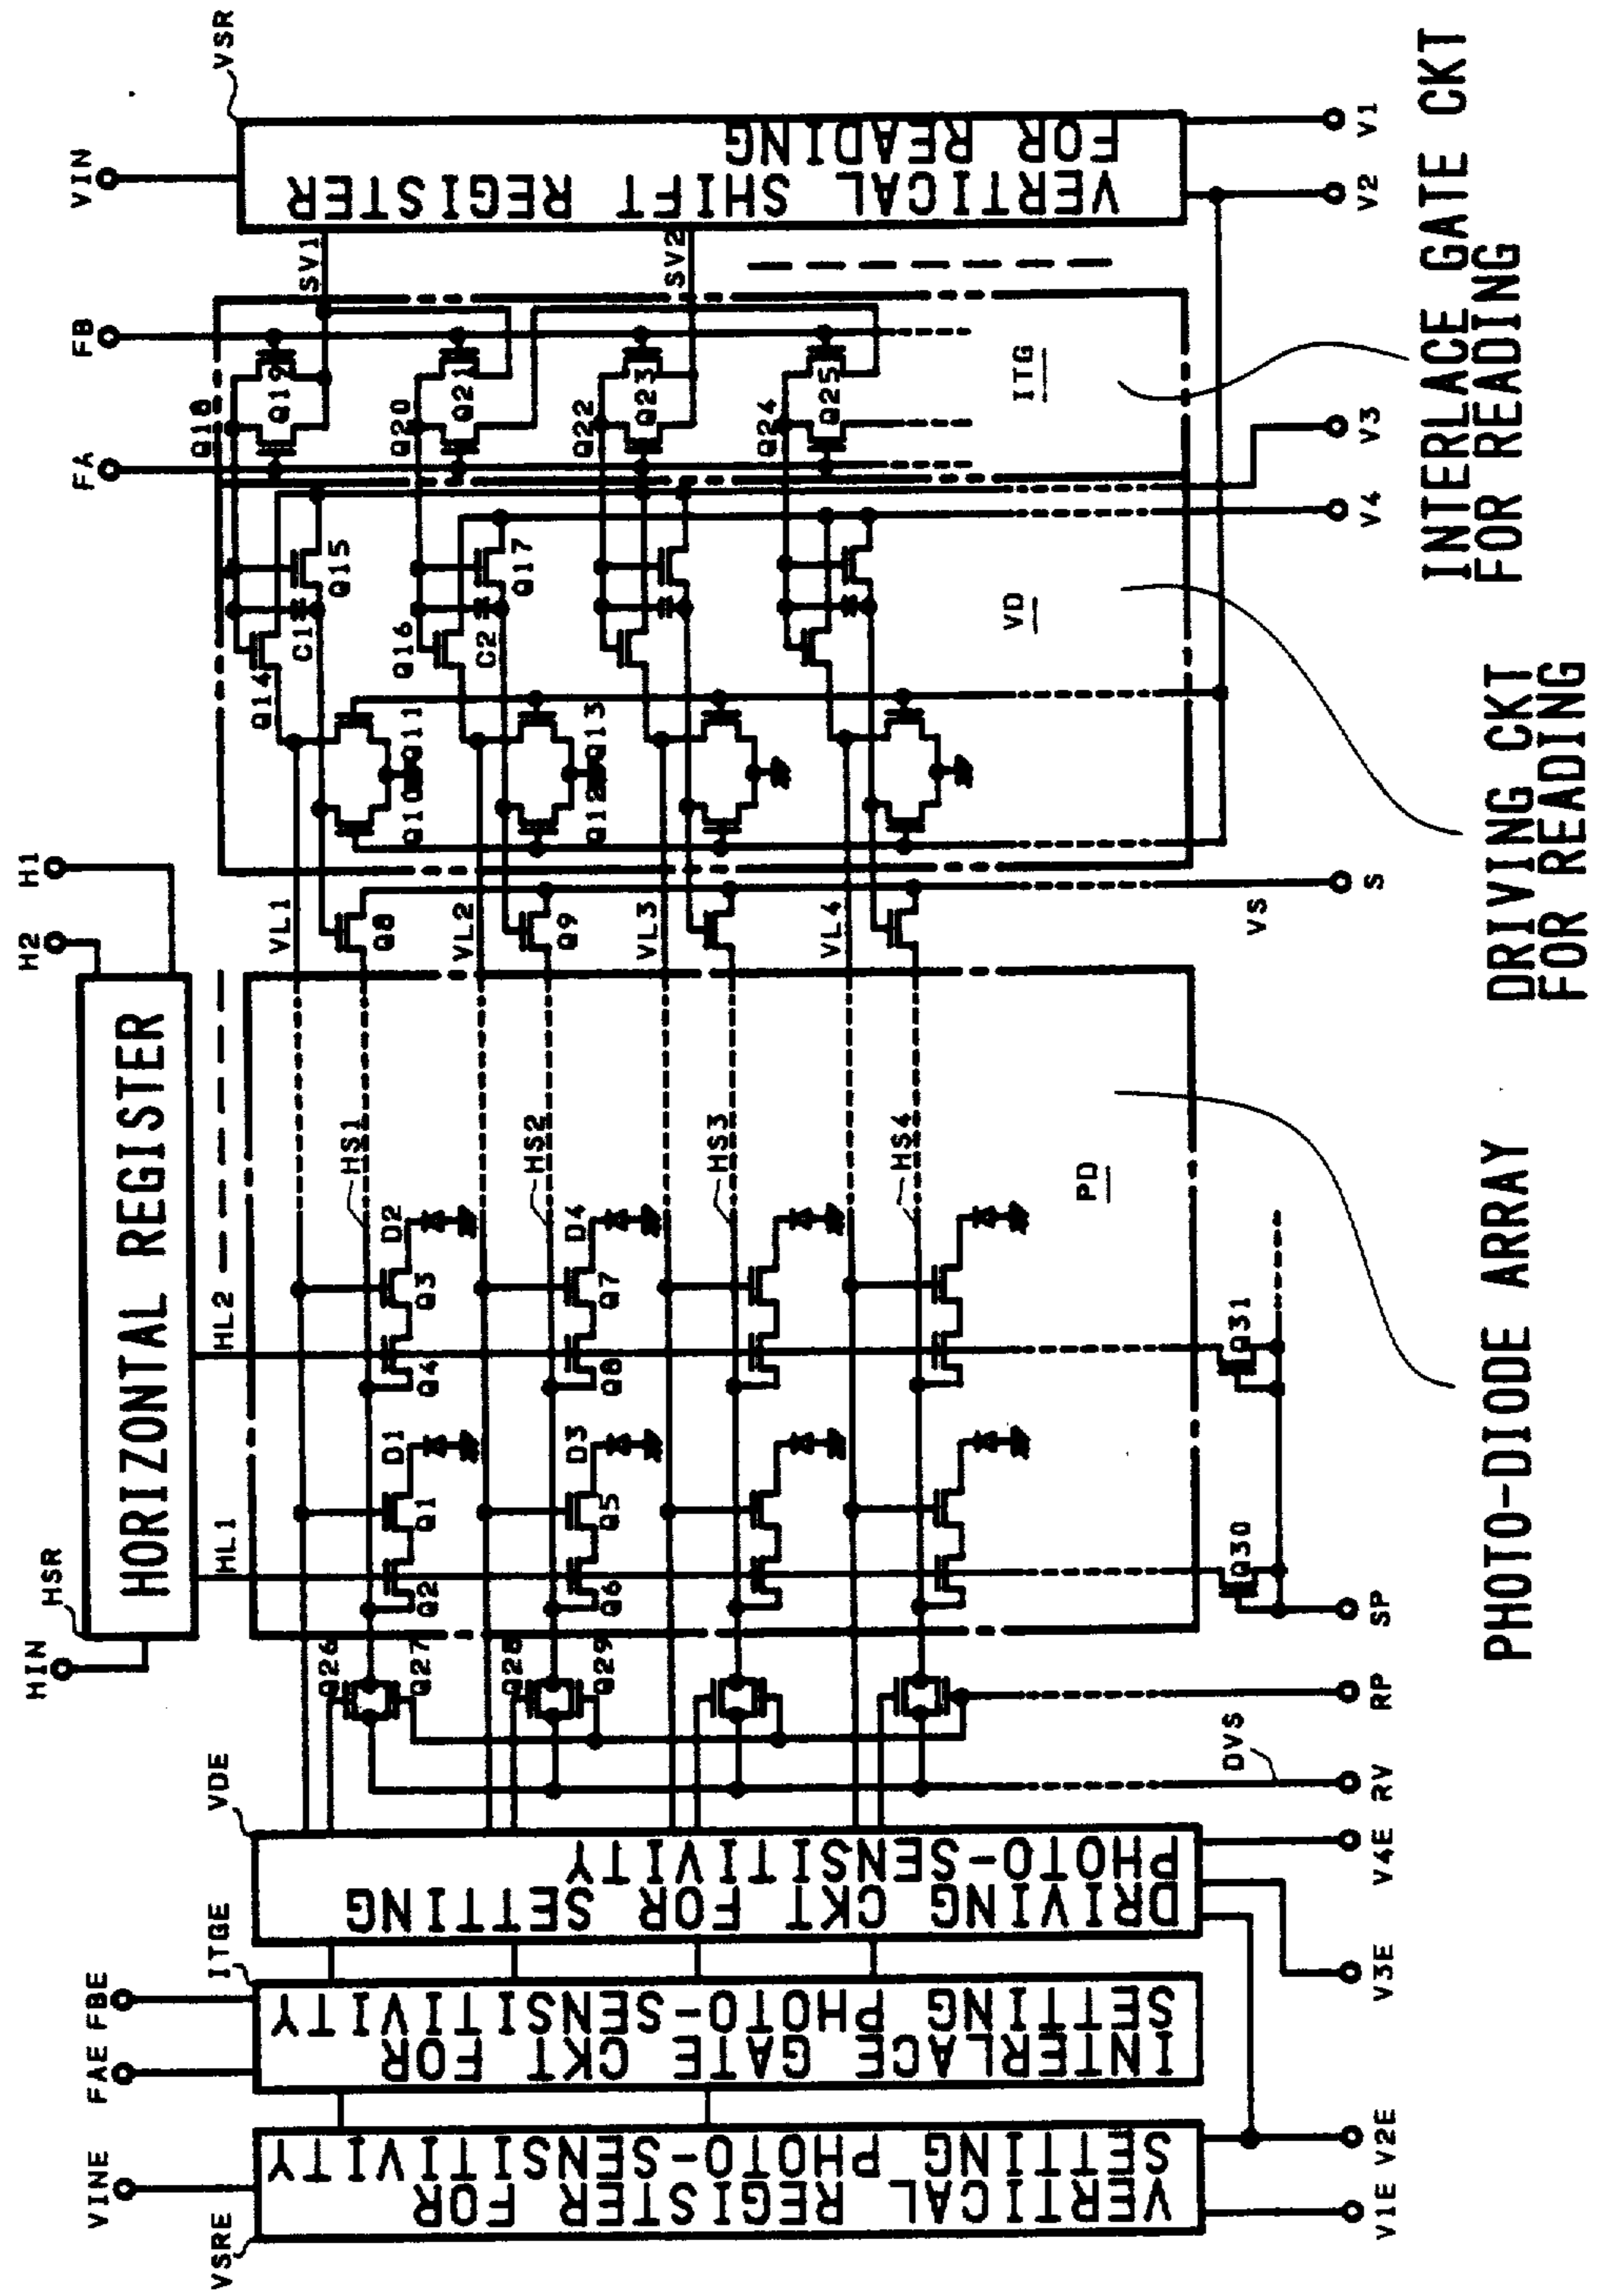 VSR
VIN
VERTICAL SHIFT REGISTER
FOR READING
V1
V2
SV1
SV2
FB
FA
Q18
Q19
Q20
Q21
Q22
Q23
Q24
Q25
ITG
INTERLACE GATE CKT
FOR READING
V3
V4
Q14
C1
Q15
Q16
C2
Q17
VD
Q10
Q11
Q12
Q13
DRIVING CKT
FOR READING
H1
H2
VL1
VL2
VL3
VL4
Q8
Q9
VS
S
HORIZONTAL REGISTER
HSR
HIN
HL1
HL2
HS1
HS2
HS3
HS4
D2
D4
Q3
Q4
Q7
Q8
D1
D3
Q1
Q2
Q5
Q6
PD
PHOTO-DIODE ARRAY
Q31
Q30
SP
RP
RV
DVS
Q26
Q27
Q28
Q29
VDE
DRIVING CKT FOR SETTING
PHOTO-SENSITIVITY
V4E
V3E
ITGE
FBE
FAE
INTERLACE GATE CKT FOR
SETTING PHOTO-SENSITIVITY
VINE
VSRE
VERTICAL REGISTER FOR
SETTING PHOTO-SENSITIVITY
V2E
V1E